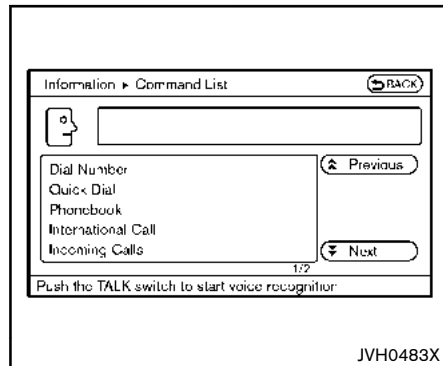 Information ▸ Command List BACK
Dial Number Previous
Quick Dial
Phonebook
International Call
Incoming Calls Next
1/2
Push the TALK switch to start voice recognition
JVH0483X